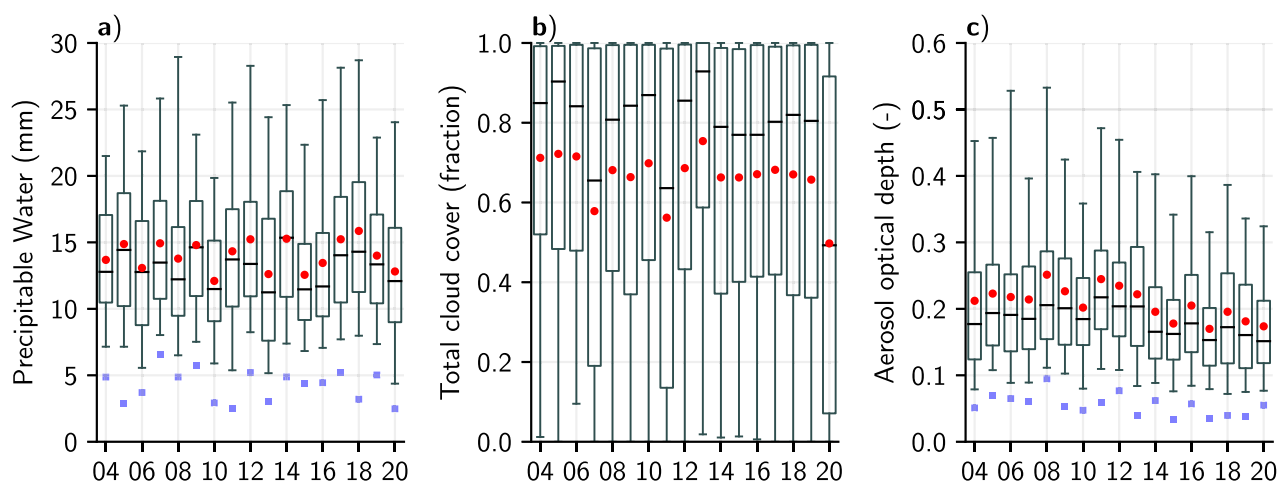 a)
Precipitable Water (mm)
30
25
20
15
10
5
0
04 06 08 10 12 14 16 18 20
b)
Total cloud cover (fraction)
1.0
0.8
0.6
0.4
0.2
0.0
04 06 08 10 12 14 16 18 20
c)
Aerosol optical depth (-)
0.6
0.5
0.4
0.3
0.2
0.1
0.0
04 06 08 10 12 14 16 18 20